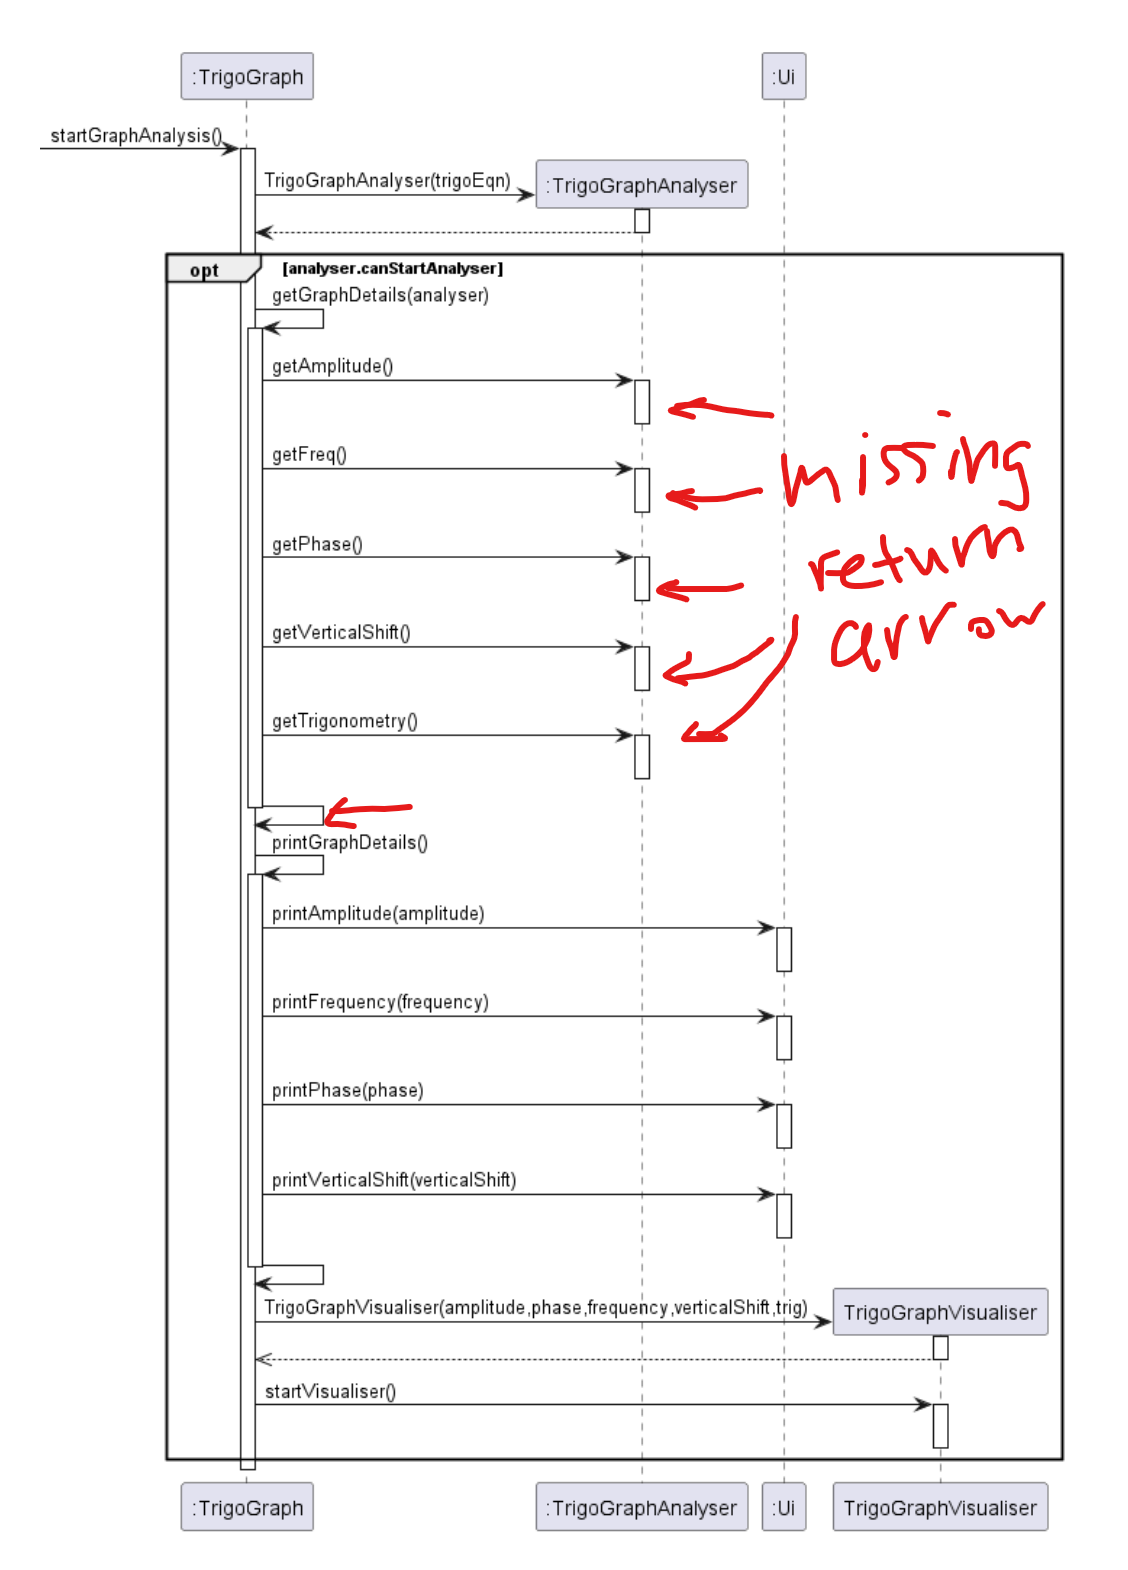 :TrigoGraph
:Ui
startGraphAnalysis()
TrigoGraphAnalyser(trigoEqn)
:TrigoGraphAnalyser
opt
[analyser.canStartAnalyser]
getGraphDetails(analyser)
getAmplitude()
missing
getFreq()
getPhase()
return
getVerticalShift()
arrow
getTrigonometry()
printGraphDetails()
printAmplitude(amplitude)
printFrequency(frequency)
printPhase(phase)
printVerticalShift(verticalShift)
TrigoGraphVisualiser(amplitude,phase,frequency,verticalShift,trig)
TrigoGraphVisualiser
startVisualiser()
:TrigoGraph
:TrigoGraphAnalyser
:Ui
TrigoGraphVisualiser